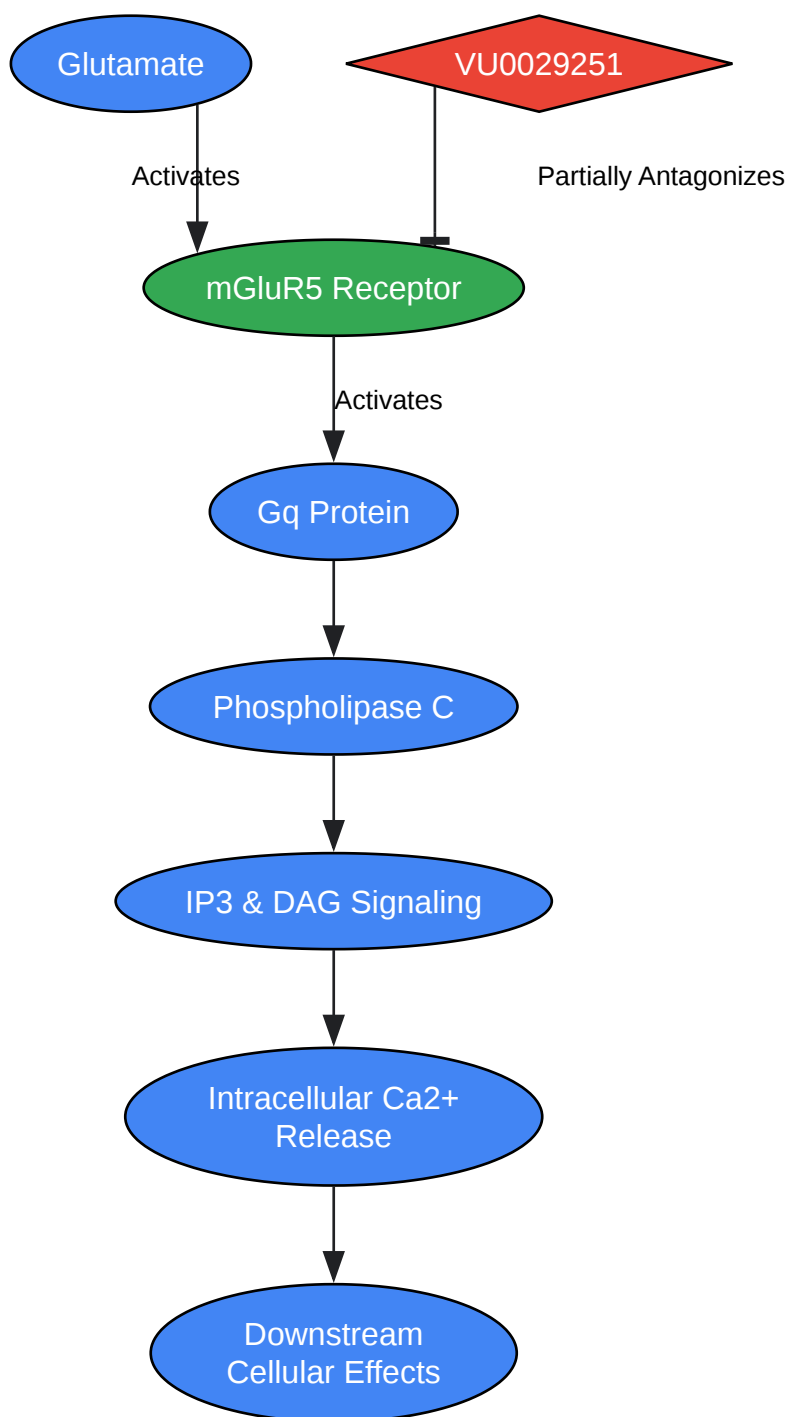 Glutamate
VU0029251
Activates
Partially Antagonizes
mGluR5 Receptor
Activates
Gq Protein
Phospholipase C
IP3 & DAG Signaling
Intracellular Ca2+
Release
Downstream
Cellular Effects